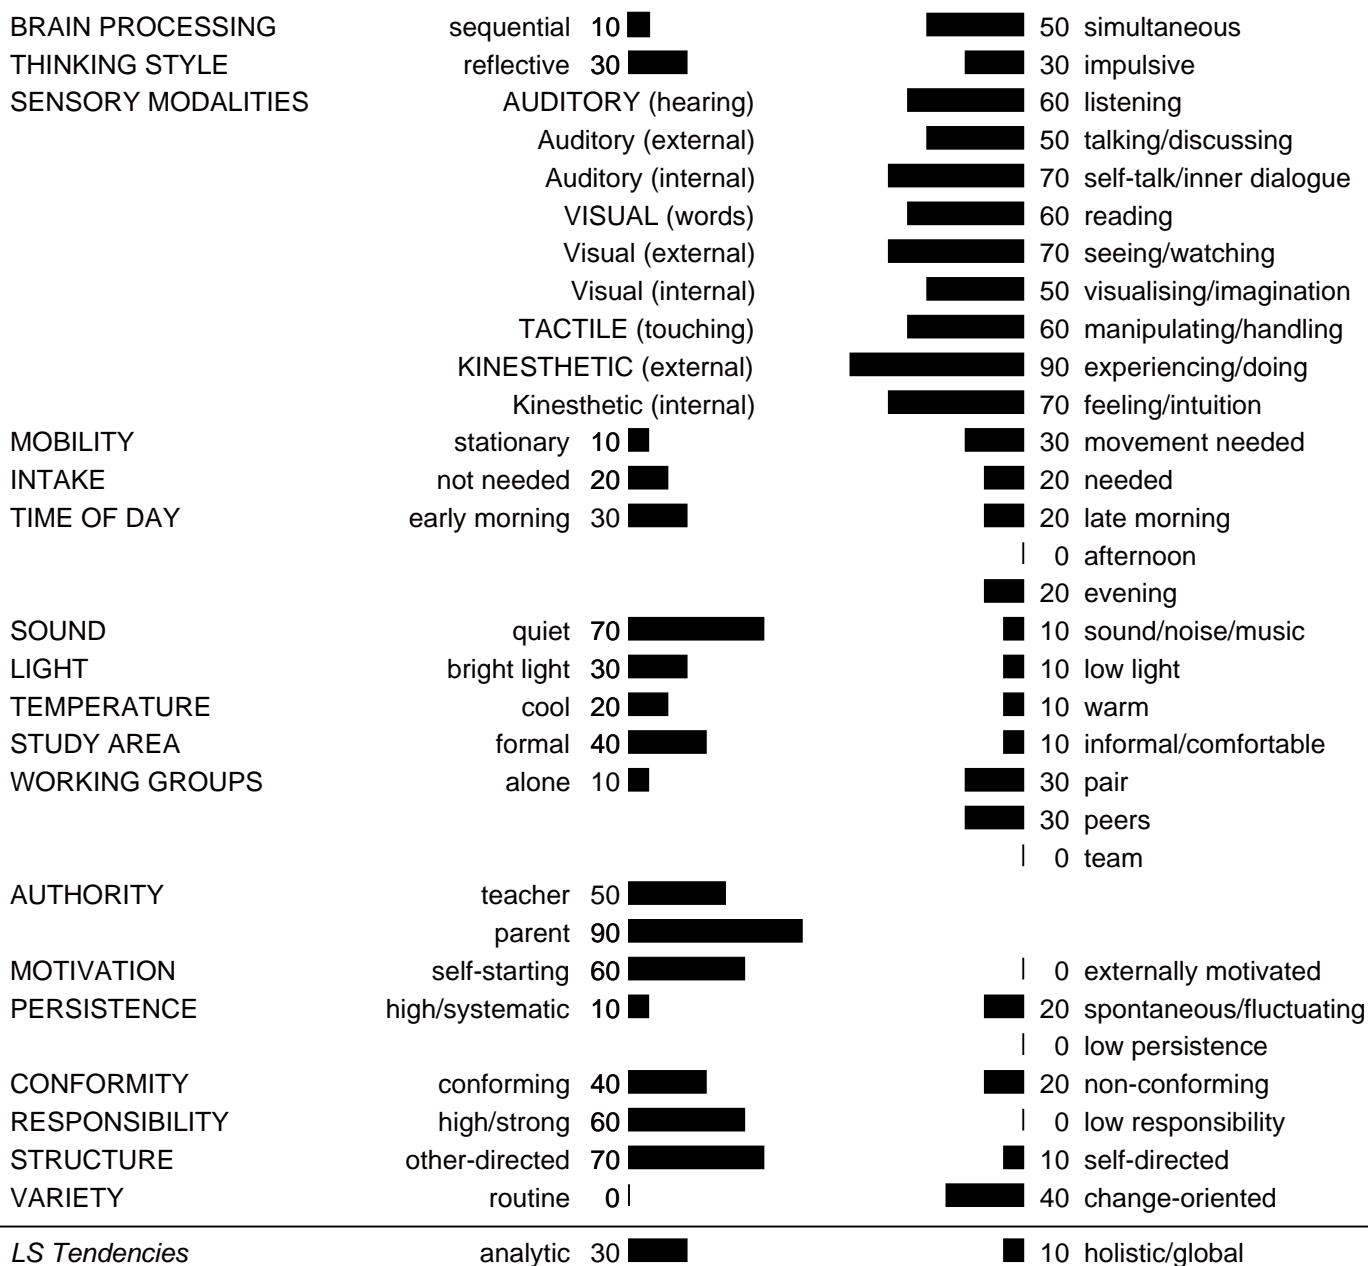 BRAIN PROCESSING sequential 10 50 simultaneous
THINKING STYLE reflective 30 30 impulsive
SENSORY MODALITIES AUDITORY (hearing) 60 listening
Auditory (external) 50 talking/discussing
Auditory (internal) 70 self-talk/inner dialogue
VISUAL (words) 60 reading
Visual (external) 70 seeing/watching
Visual (internal) 50 visualising/imagination
TACTILE (touching) 60 manipulating/handling
KINESTHETIC (external) 90 experiencing/doing
Kinesthetic (internal) 70 feeling/intuition
MOBILITY stationary 10 30 movement needed
INTAKE not needed 20 20 needed
TIME OF DAY early morning 30 20 late morning
0 afternoon
20 evening
SOUND quiet 70 10 sound/noise/music
LIGHT bright light 30 10 low light
TEMPERATURE cool 20 10 warm
STUDY AREA formal 40 10 informal/comfortable
WORKING GROUPS alone 10 30 pair
30 peers
0 team
AUTHORITY teacher 50
parent 90
MOTIVATION self-starting 60 0 externally motivated
PERSISTENCE high/systematic 10 20 spontaneous/fluctuating
0 low persistence
CONFORMITY conforming 40 20 non-conforming
RESPONSIBILITY high/strong 60 0 low responsibility
STRUCTURE other-directed 70 10 self-directed
VARIETY routine 0 40 change-oriented
LS Tendencies analytic 30 10 holistic/global